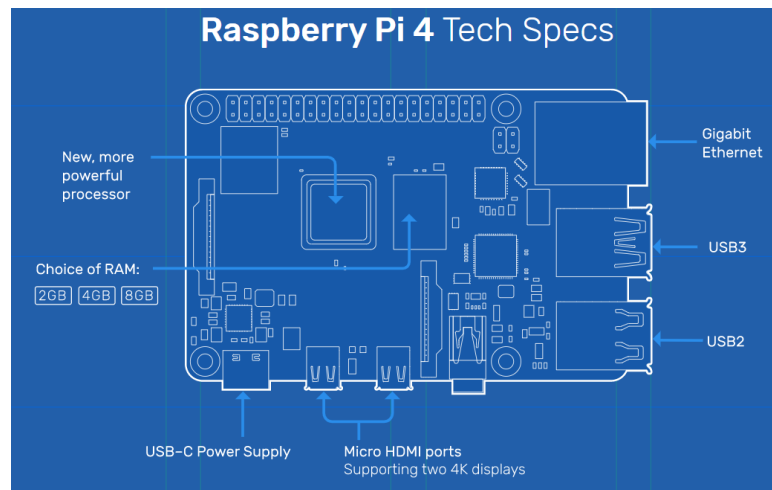 Raspberry Pi 4 Tech Specs
New, more
powerful
processor
Gigabit
Ethernet
Choice of RAM:
2GB 4GB 8GB
USB3
USB2
USB-C Power Supply
Micro HDMI ports
Supporting two 4K displays